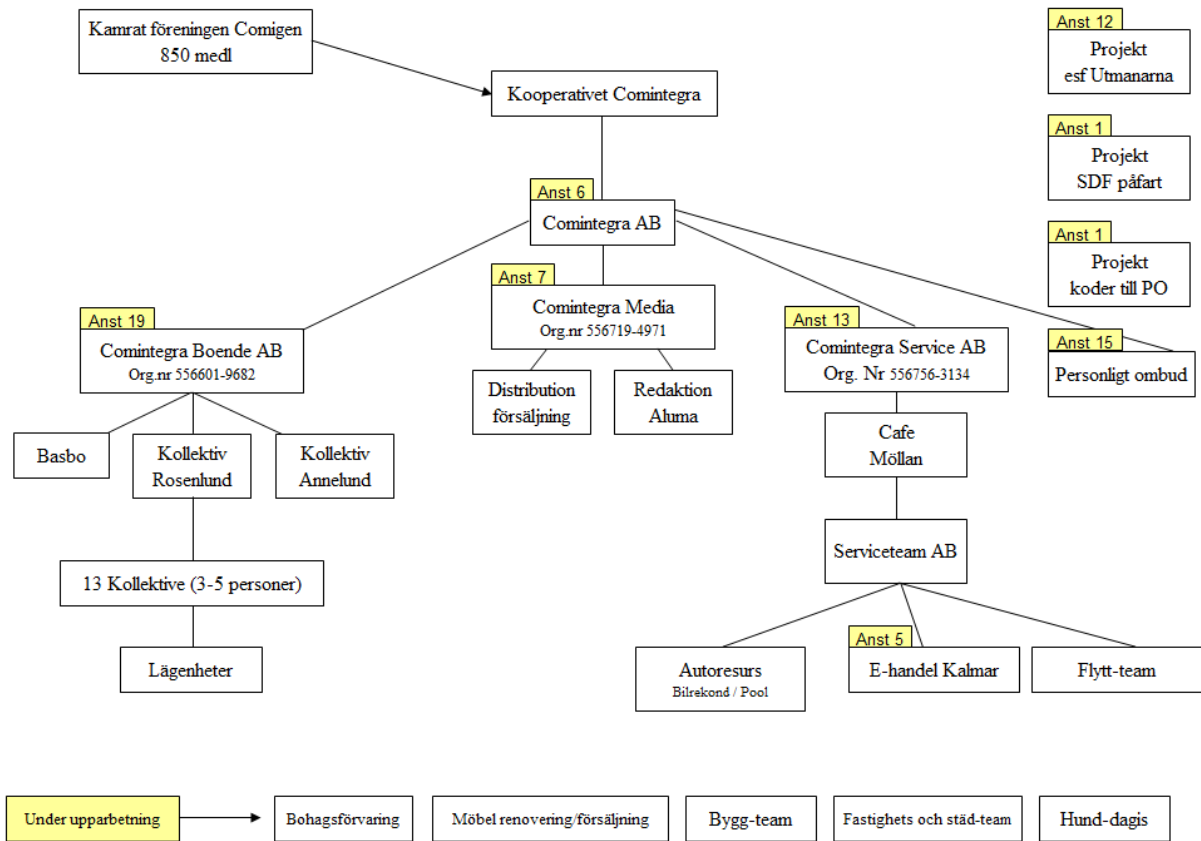 Kamrat föreningen Comigen
850 medl
Kooperativet Comintegra
Anst 12
Projekt
esf Utmanarna
Anst 1
Projekt
SDF påfart
Anst 1
Projekt
koder till PO
Anst 6
Comintegra AB
Anst 7
Comintegra Media
Org.nr 556719-4971
Anst 19
Comintegra Boende AB
Org.nr 556601-9682
Anst 13
Comintegra Service AB
Org. Nr 556756-3134
Anst 15
Personligt ombud
Distribution
försäljning
Redaktion
Aluma
Basbo
Kollektiv
Rosenlund
Kollektiv
Annelund
Cafe
Möllan
Serviceteam AB
13 Kollektive (3-5 personer)
Lägenheter
Autoresurs
Bilrekond / Pool
Anst 5
E-handel Kalmar
Flytt-team
Under upparbetning
Bohagsförvaring
Möbel renovering/försäljning
Bygg-team
Fastighets och städ-team
Hund-dagis